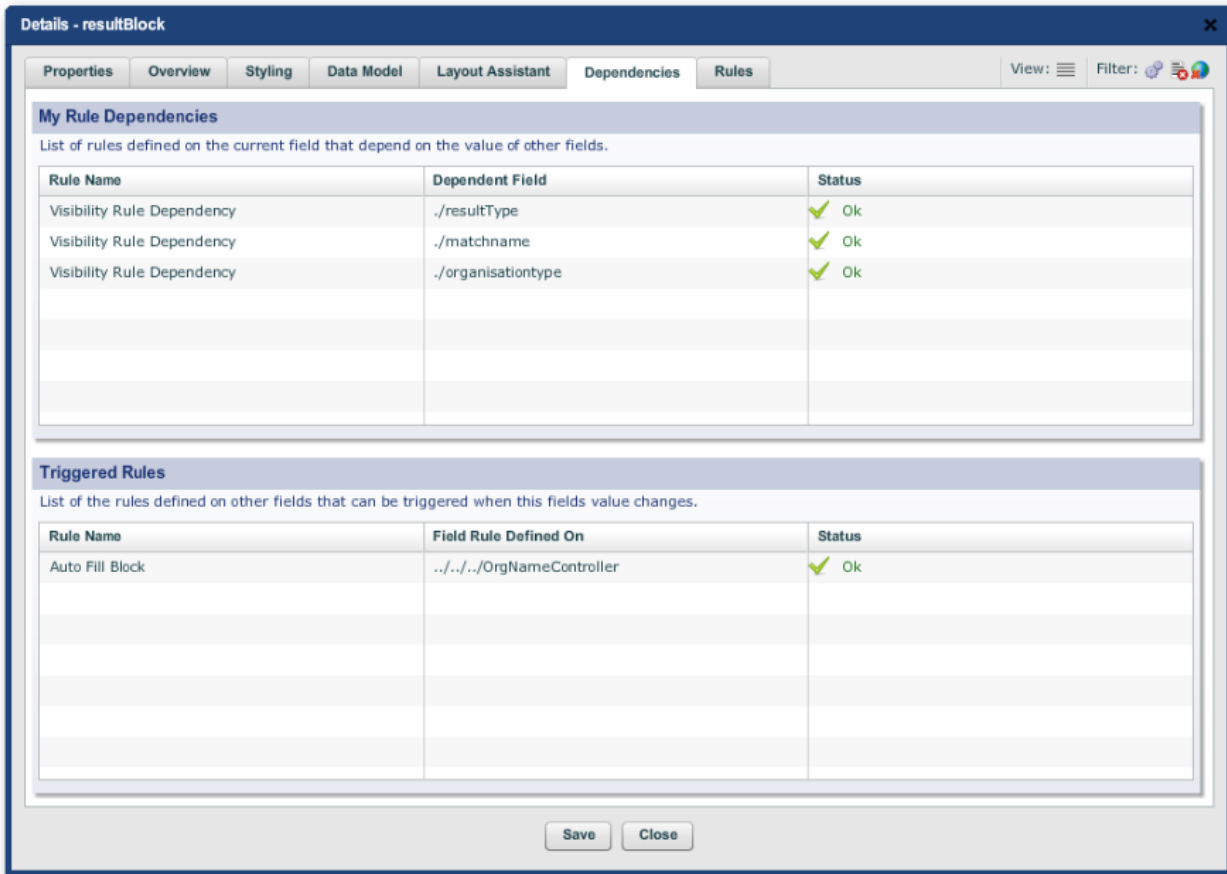 Details - resultBlock
Properties Overview Styling Data Model Layout Assistant Dependencies Rules View: Filter:
My Rule Dependencies
List of rules defined on the current field that depend on the value of other fields.
Rule Name Dependent Field Status
Visibility Rule Dependency ./resultType Ok
Visibility Rule Dependency ./matchname Ok
Visibility Rule Dependency ./organisationtype Ok
Triggered Rules
List of the rules defined on other fields that can be triggered when this fields value changes.
Rule Name Field Rule Defined On Status
Auto Fill Block ../../../OrgNameController Ok
Save Close